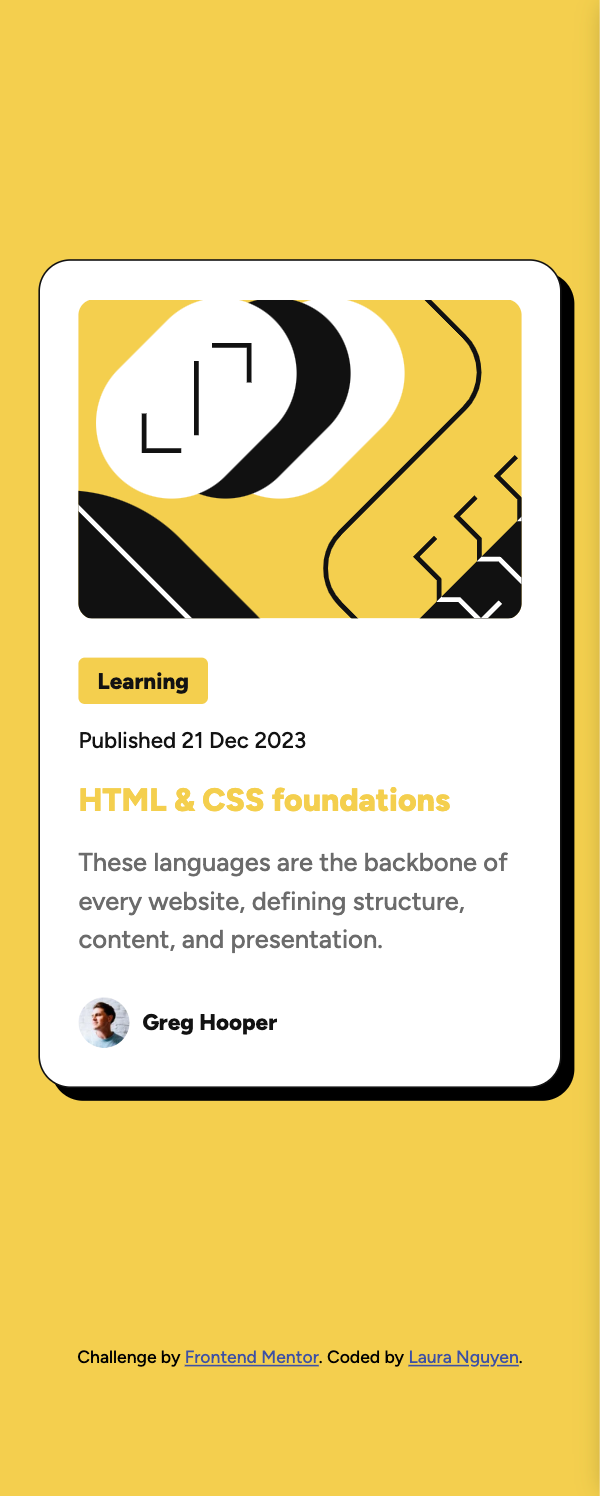 Learning
Published 21 Dec 2023
HTML & CSS foundations
These languages are the backbone of
every website, defining structure,
content, and presentation.
Greg Hooper
Challenge by Frontend Mentor. Coded by Laura Nguyen.